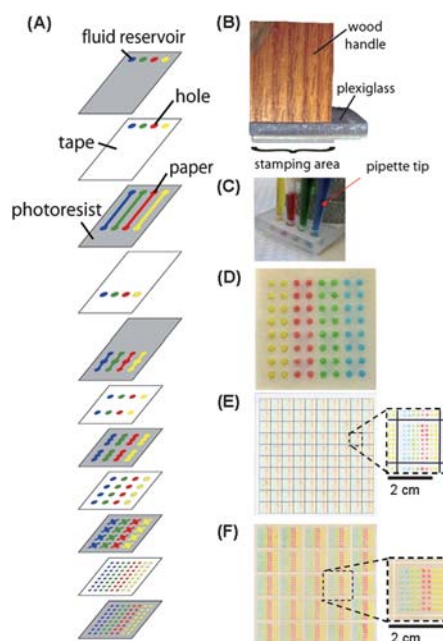 (A)
fluid reservoir
hole
tape
paper
photoresist
(B)
wood
handle
plexiglass
stamping area
(C)
pipette tip
(D)
(E)
2 cm
(F)
2 cm